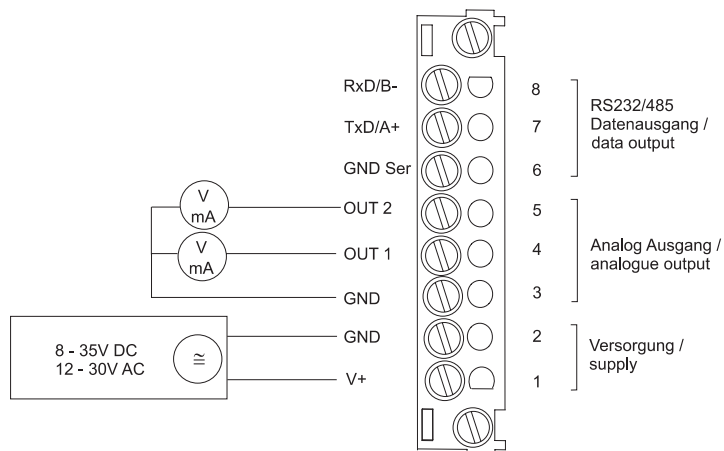 RxD/B-
8
TxD/A+
7
GND Ser
6
RS232/485
Datenausgang /
data output
V
mA
OUT 2
5
V
mA
OUT 1
4
GND
3
Analog Ausgang /
analogue output
8 - 35V DC
12 - 30V AC
≅
GND
2
V+
1
Versorgung /
supply